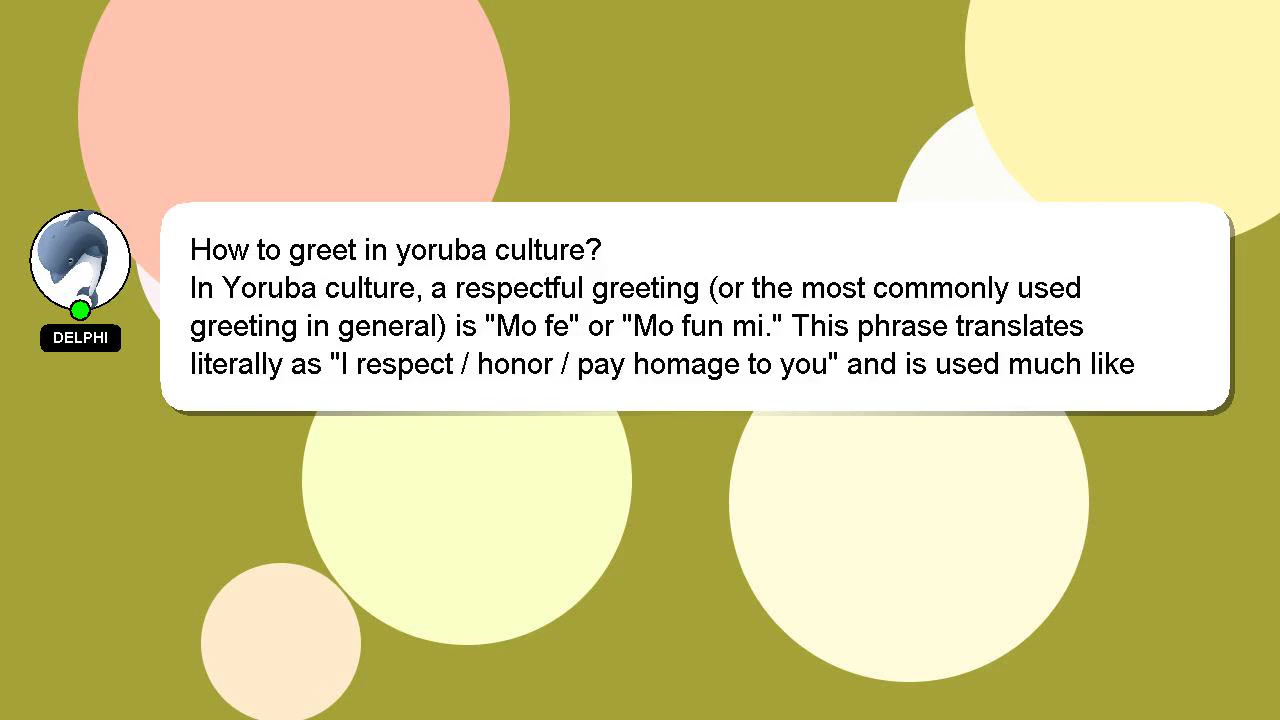 How to greet in yoruba culture?
In Yoruba culture, a respectful greeting (or the most commonly used
greeting in general) is "Mo fe" or "Mo fun mi." This phrase translates
literally as "I respect / honor / pay homage to you" and is used much like
DELPHI